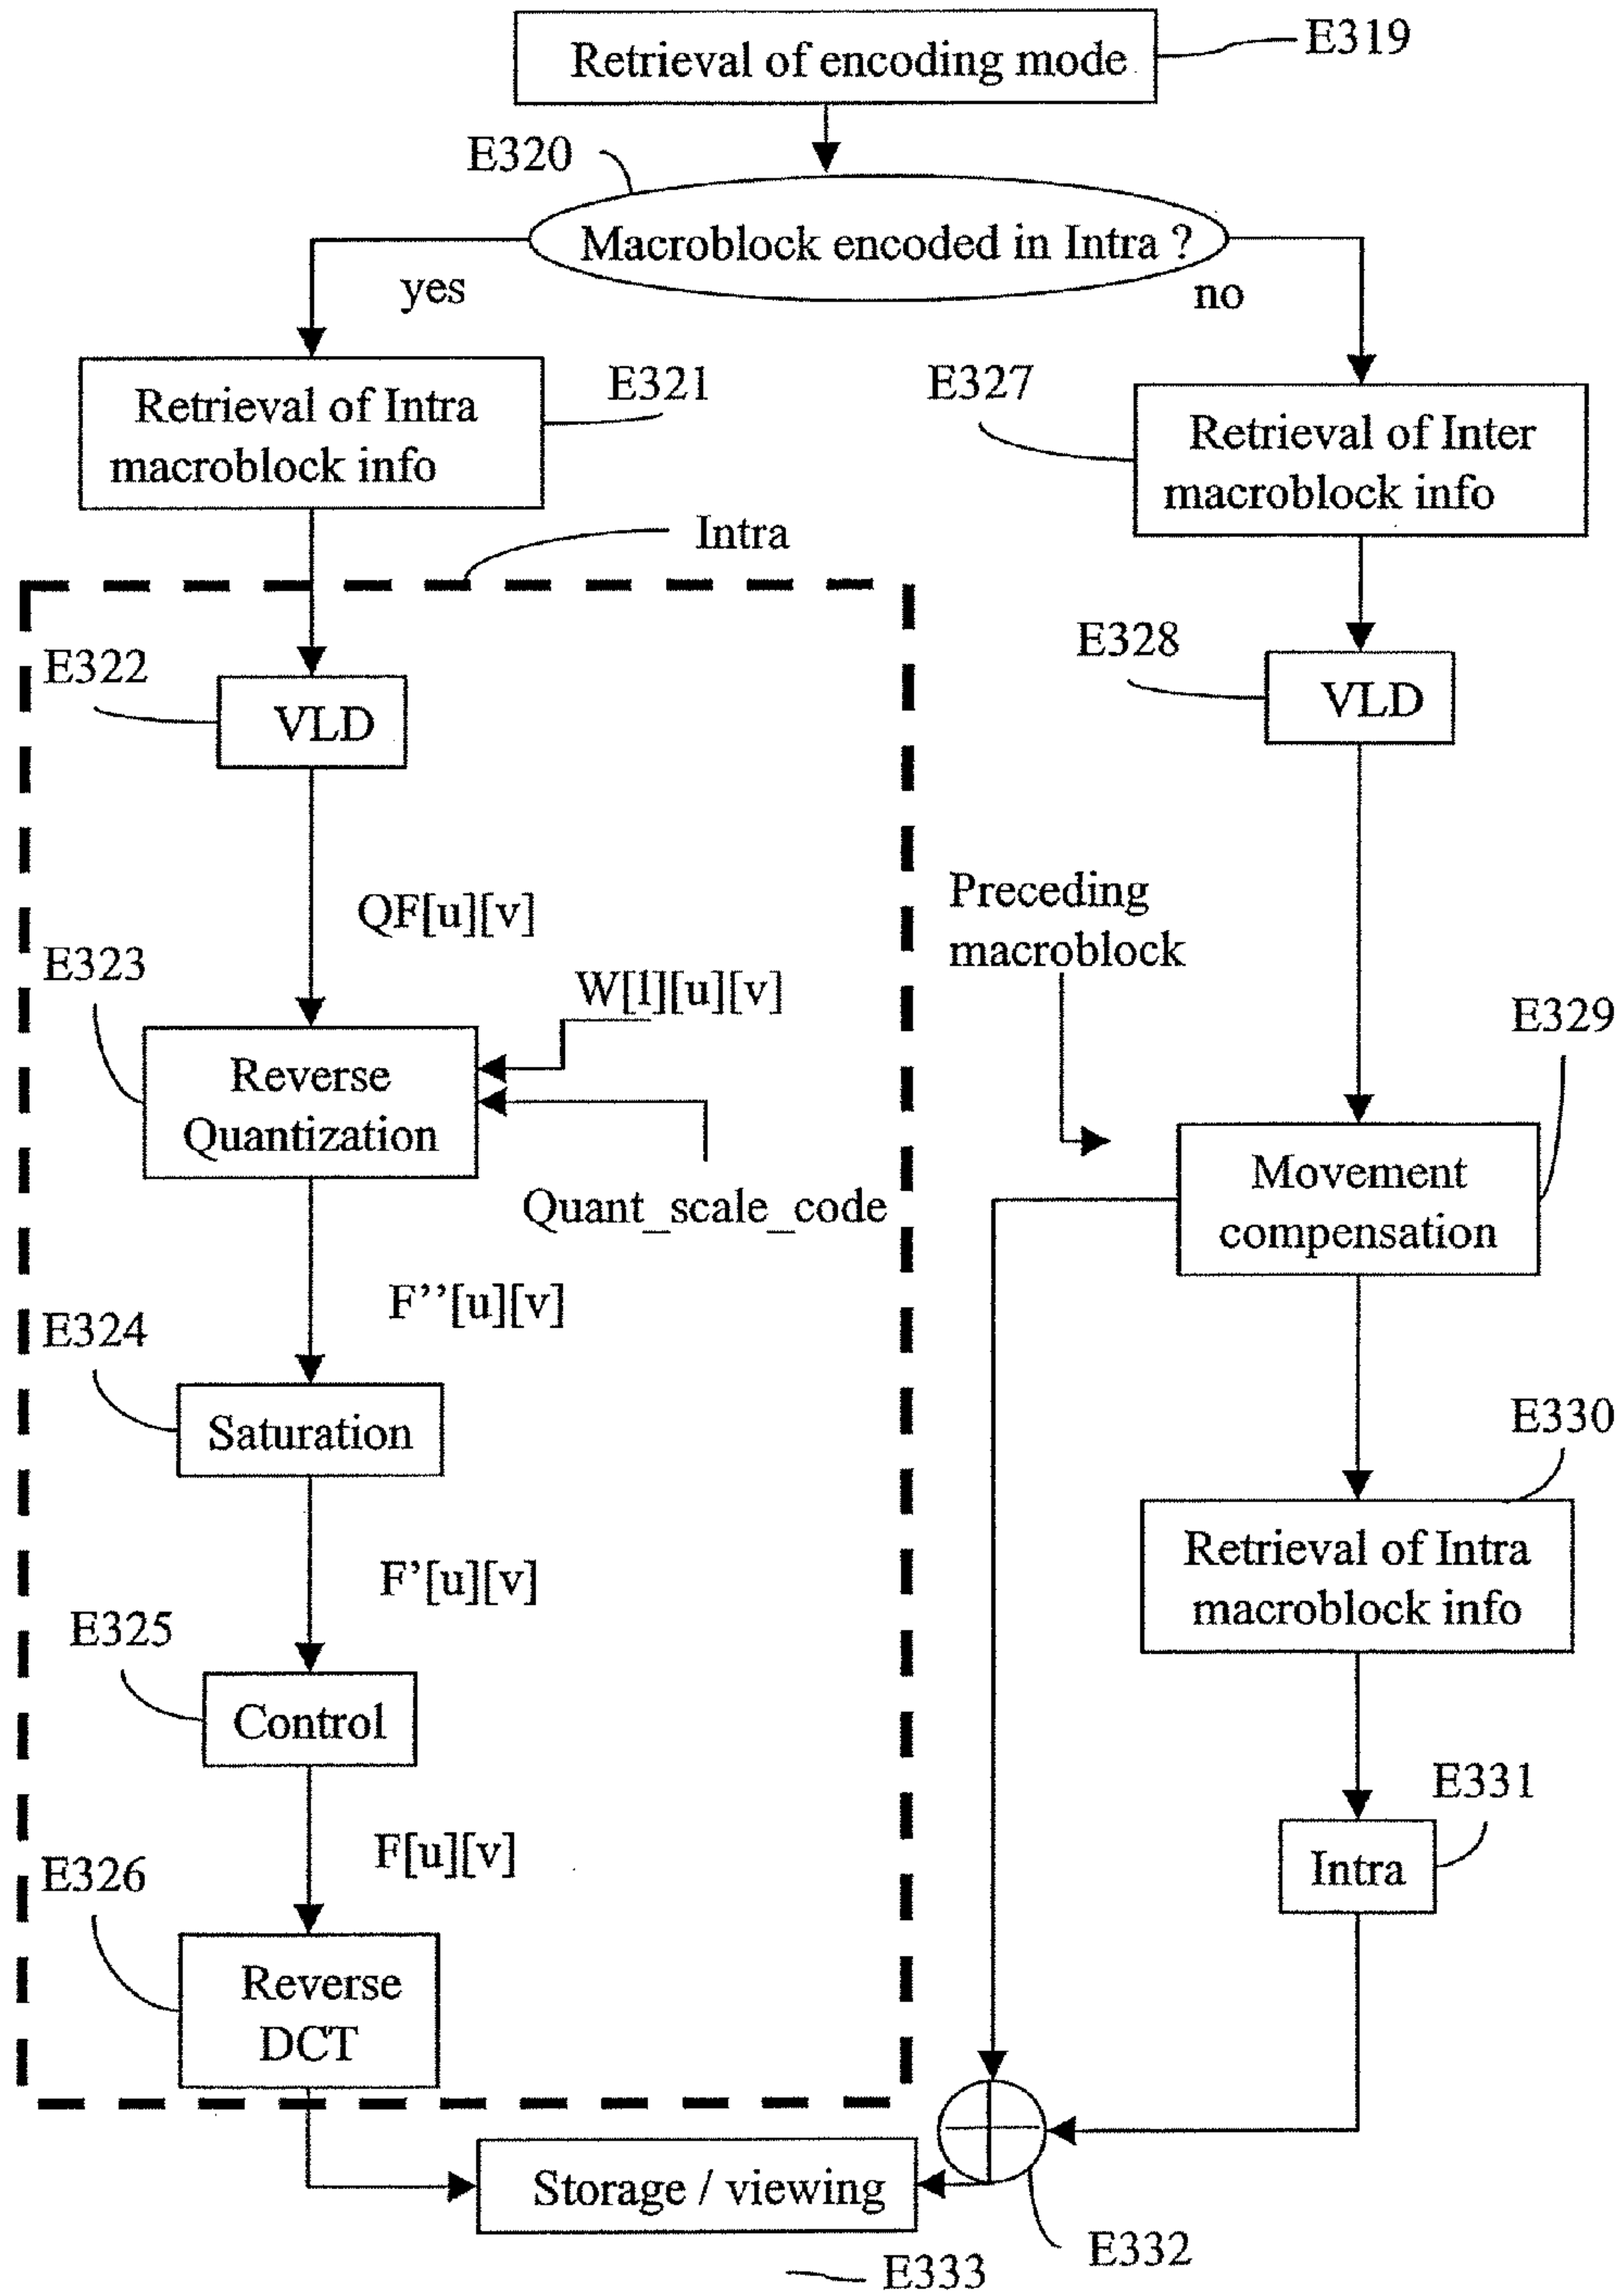 Retrieval of encoding mode
E319
E320
Macroblock encoded in Intra ?
yes
no
Retrieval of Intra
macroblock info
E321
E327
Retrieval of Inter
macroblock info
Intra
E322
VLD
E328
VLD
QF[u][v]
Preceding
macroblock
E323
W[l][u][v]
E329
Reverse
Quantization
Quant_scale_code
Movement
compensation
F’’[u][v]
E324
Saturation
E330
Retrieval of Intra
macroblock info
F’[u][v]
E325
Control
E331
Intra
F[u][v]
E326
Reverse
DCT
Storage / viewing
E332
E333